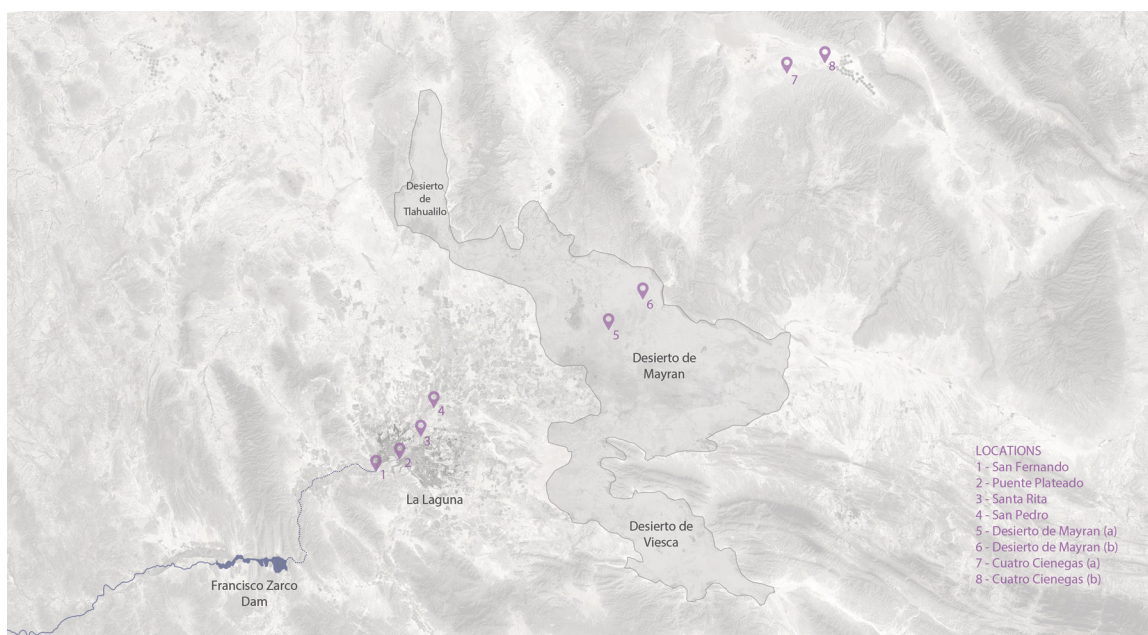 7
8
Desierto
de
Tlahualilo
6
5
Desierto de
Mayran
4
3
2
1
La Laguna
Desierto de
Viesca
Francisco Zarco
Dam
LOCATIONS
1 - San Fernando
2 - Puente Plateado
3 - Santa Rita
4 - San Pedro
5 - Desierto de Mayran (a)
6 - Desierto de Mayran (b)
7 - Cuatro Cienegas (a)
8 - Cuatro Cienegas (b)